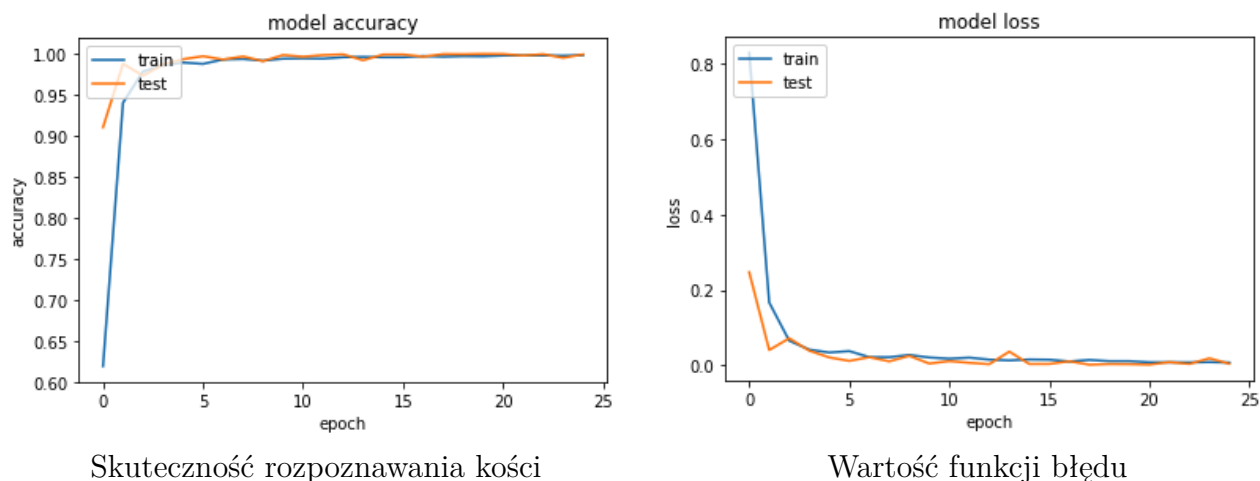 model accuracy
1.00
0.95
0.90
0.85
0.80
0.75
0.70
0.65
0.60
accuracy
train
test
0
5
10
15
20
25
epoch
Skuteczność rozpoznawania kości
model loss
0.8
0.6
0.4
0.2
0.0
loss
train
test
0
5
10
15
20
25
epoch
Wartość funkcji błędu